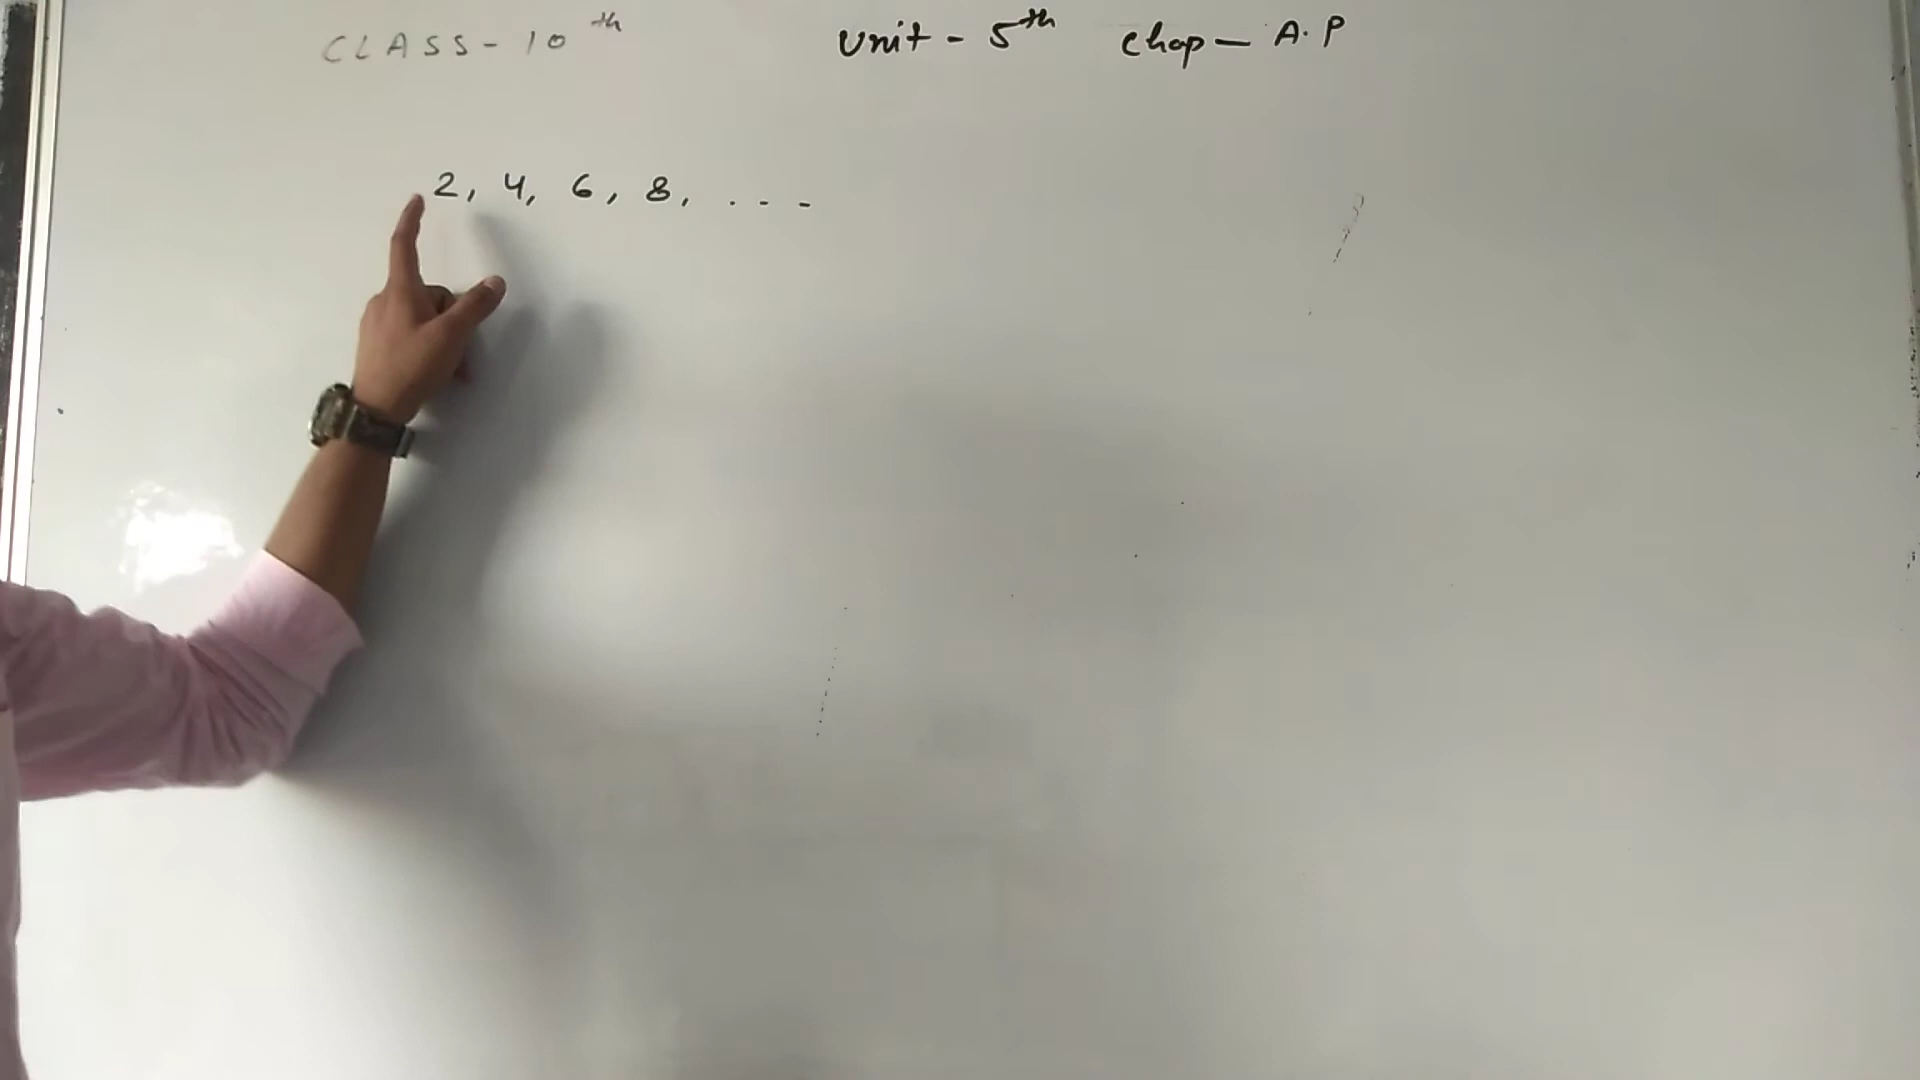 CLASS - 10th Unit - 5th Chap - A.P
2, 4, 6, 8, ...